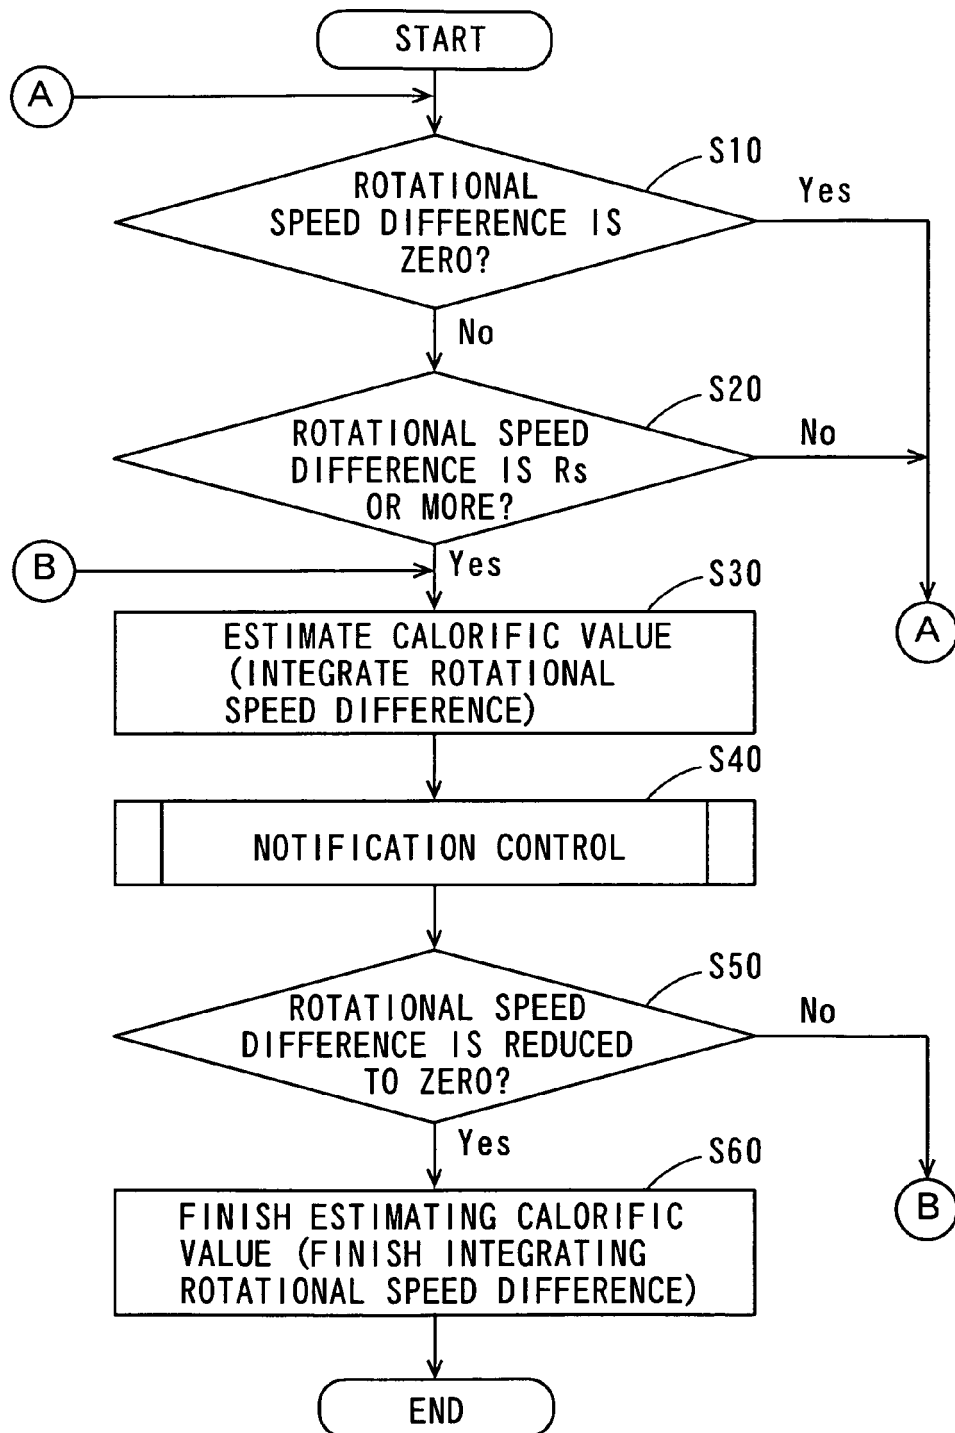 START
A
S10
ROTATIONAL
SPEED DIFFERENCE IS
ZERO?
Yes
No
S20
ROTATIONAL SPEED
DIFFERENCE IS Rs
OR MORE?
No
B
Yes
S30
A
ESTIMATE CALORIFIC VALUE
(INTEGRATE ROTATIONAL
SPEED DIFFERENCE)
S40
NOTIFICATION CONTROL
S50
ROTATIONAL SPEED
DIFFERENCE IS REDUCED
TO ZERO?
No
Yes
S60
B
FINISH ESTIMATING CALORIFIC
VALUE (FINISH INTEGRATING
ROTATIONAL SPEED DIFFERENCE)
END